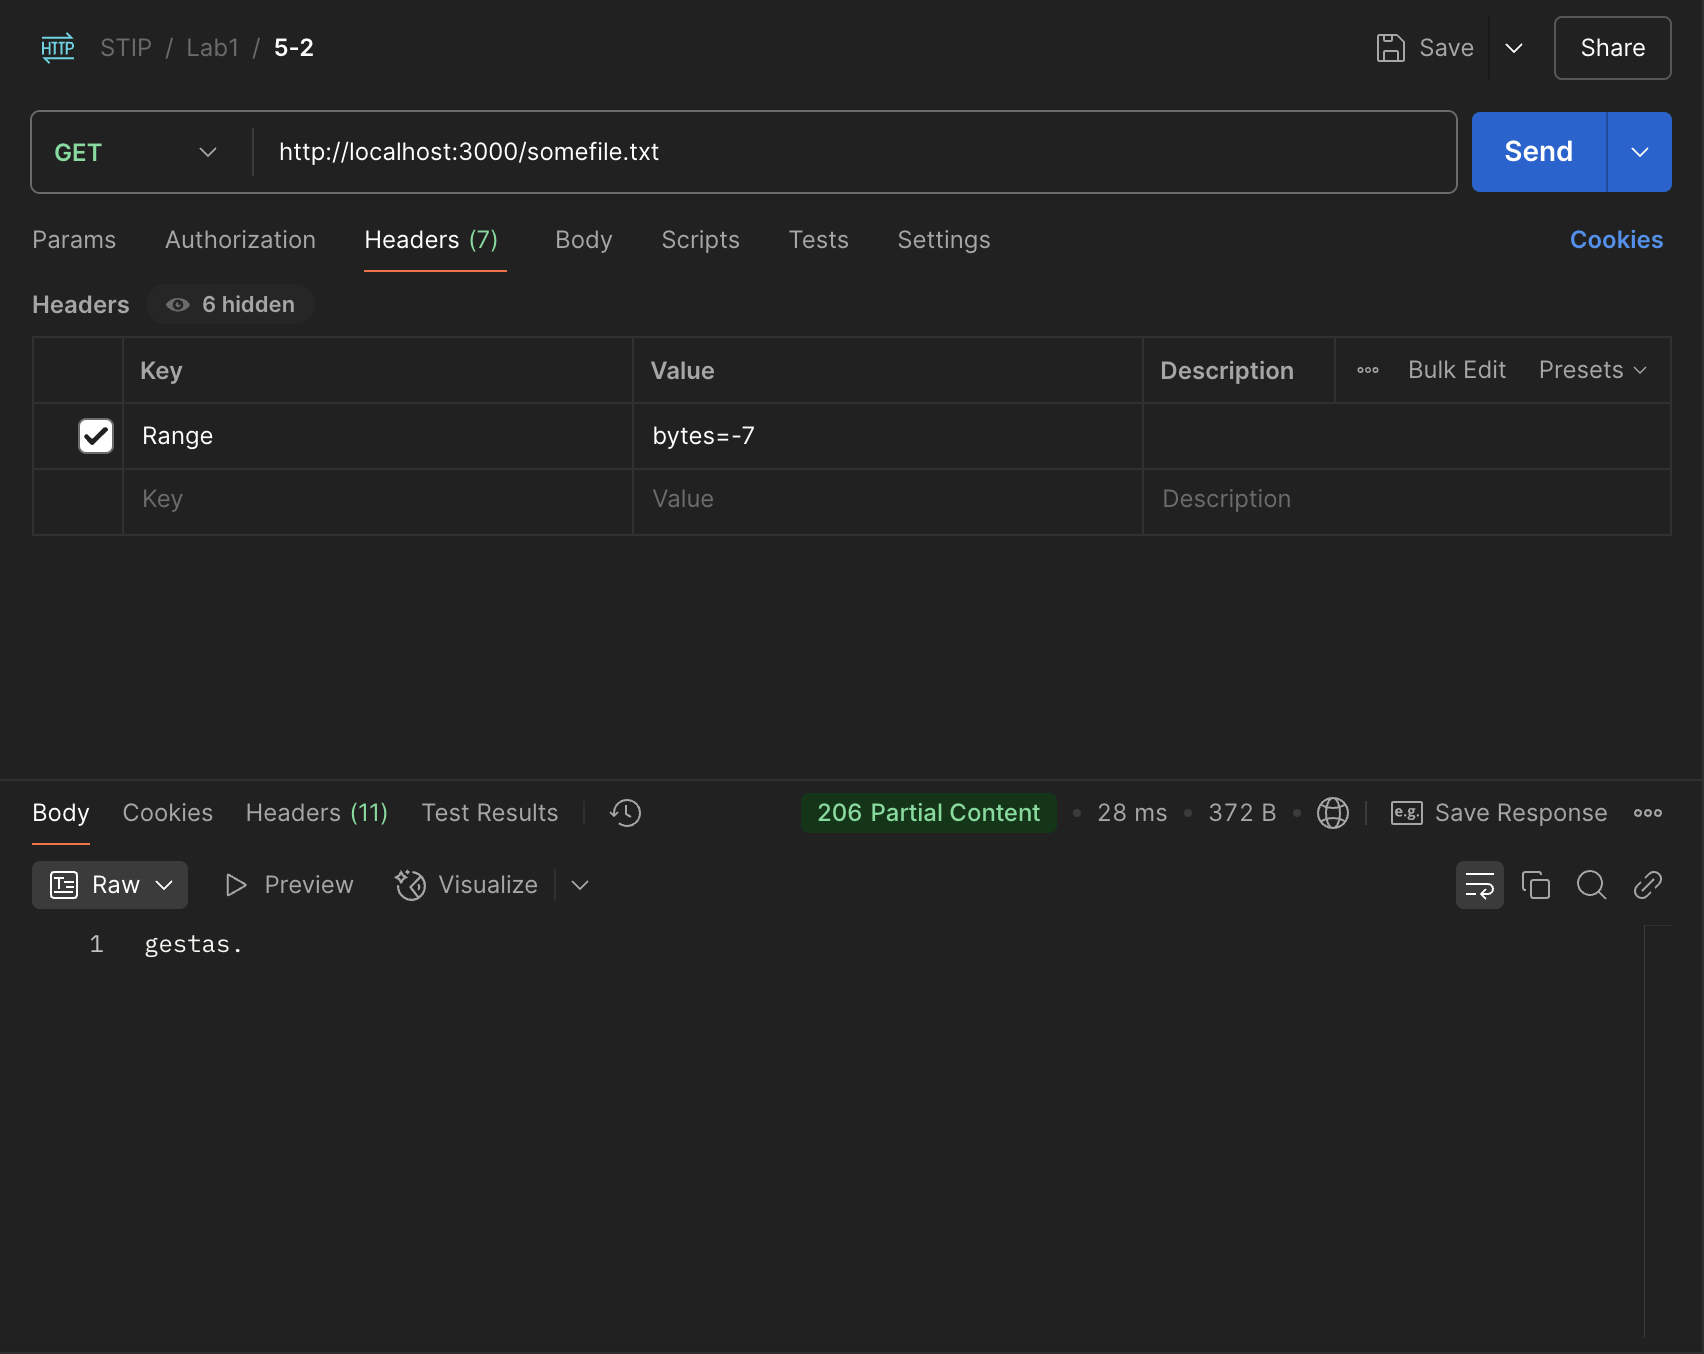 HTTP STIP / Lab1 / 5-2 Save Share
GET http://localhost:3000/somefile.txt Send
Params Authorization Headers (7) Body Scripts Tests Settings Cookies
Headers 6 hidden
Key Value Description Bulk Edit Presets
Range bytes=-7
Key Value Description
Body Cookies Headers (11) Test Results 206 Partial Content • 28 ms • 372 B • e.g. Save Response
Raw Preview Visualize
1 gestas.